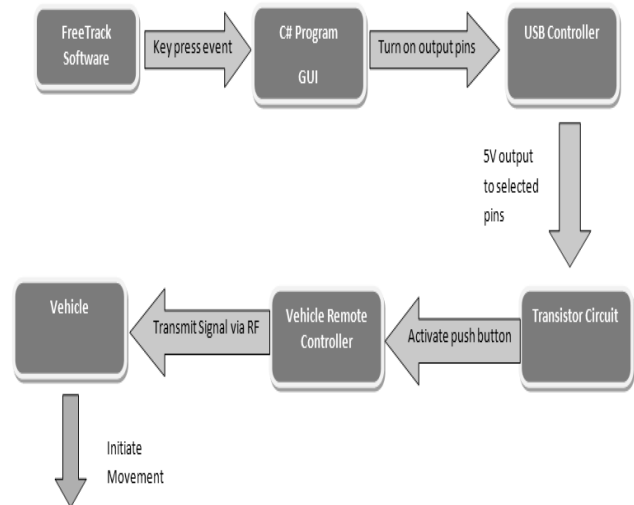 FreeTrack
Software
Key press event
C# Program
GUI
Turn on output pins
USB Controller
5V output
to selected
pins
Vehicle
Transmit Signal via RF
Vehicle Remote
Controller
Activate push button
Transistor Circuit
Initiate
Movement